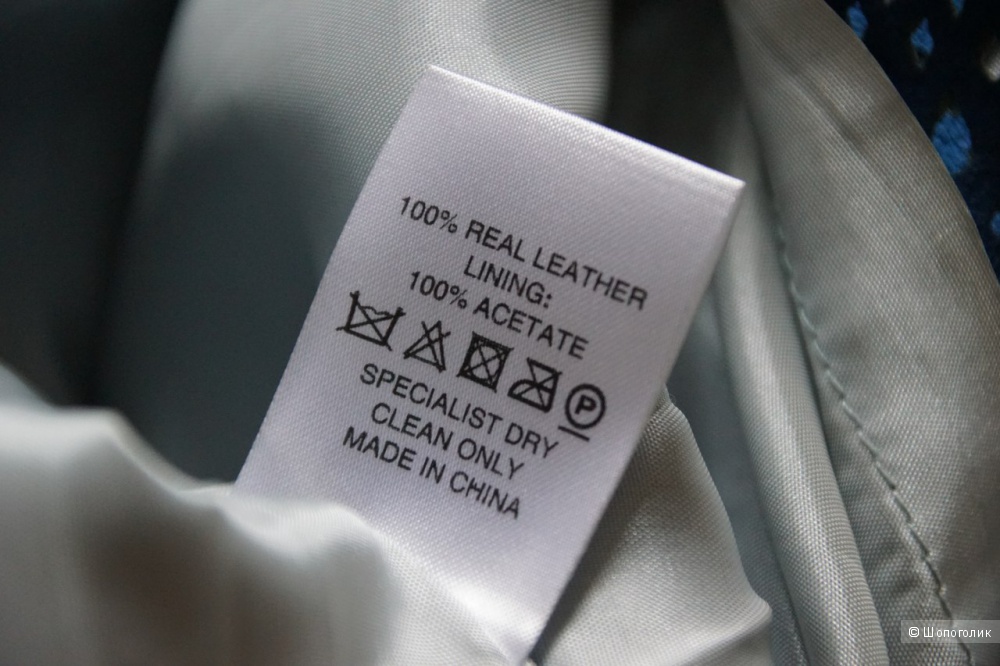 100% REAL LEATHER
LINING:
100% ACETATE
P
SPECIALIST DRY
CLEAN ONLY
MADE IN CHINA
© Шопоголик